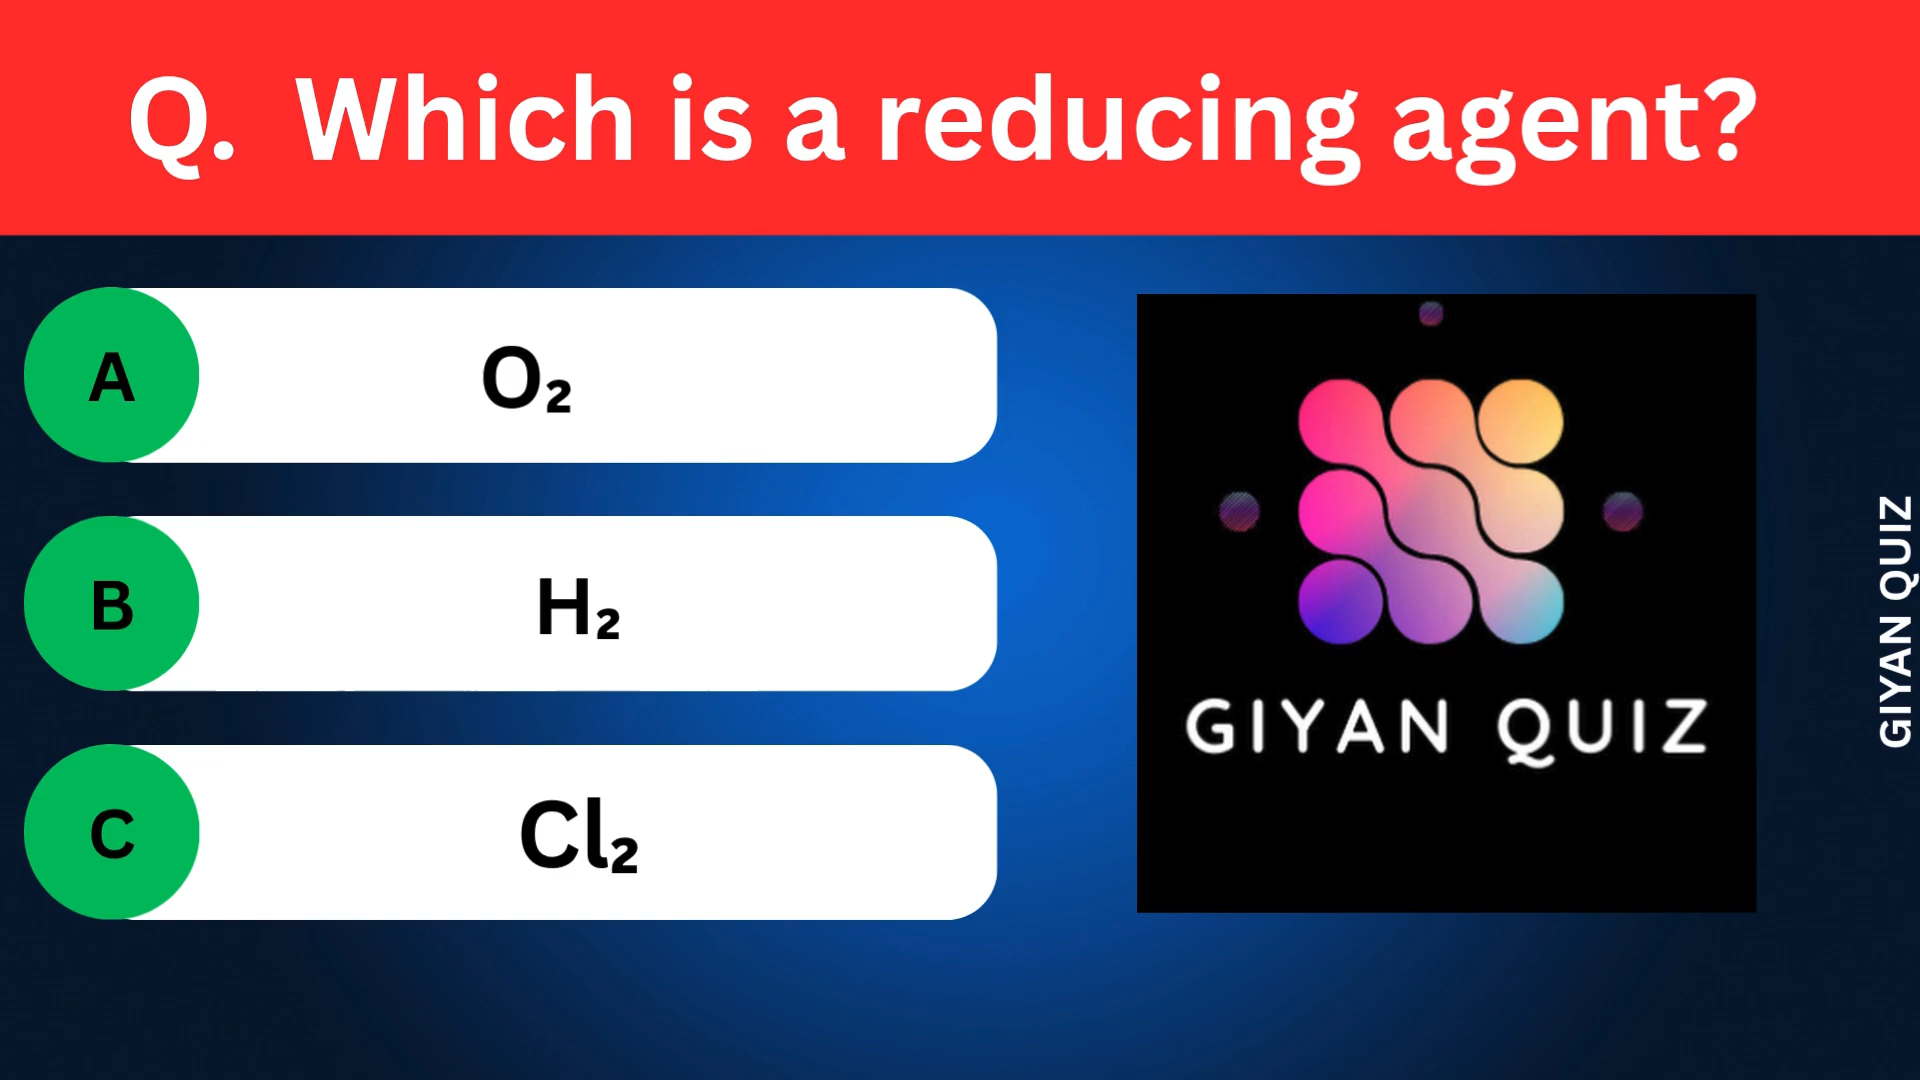 Q. Which is a reducing agent?
A
O₂
B
H₂
C
Cl₂
GIYAN QUIZ
GIYAN QUIZ